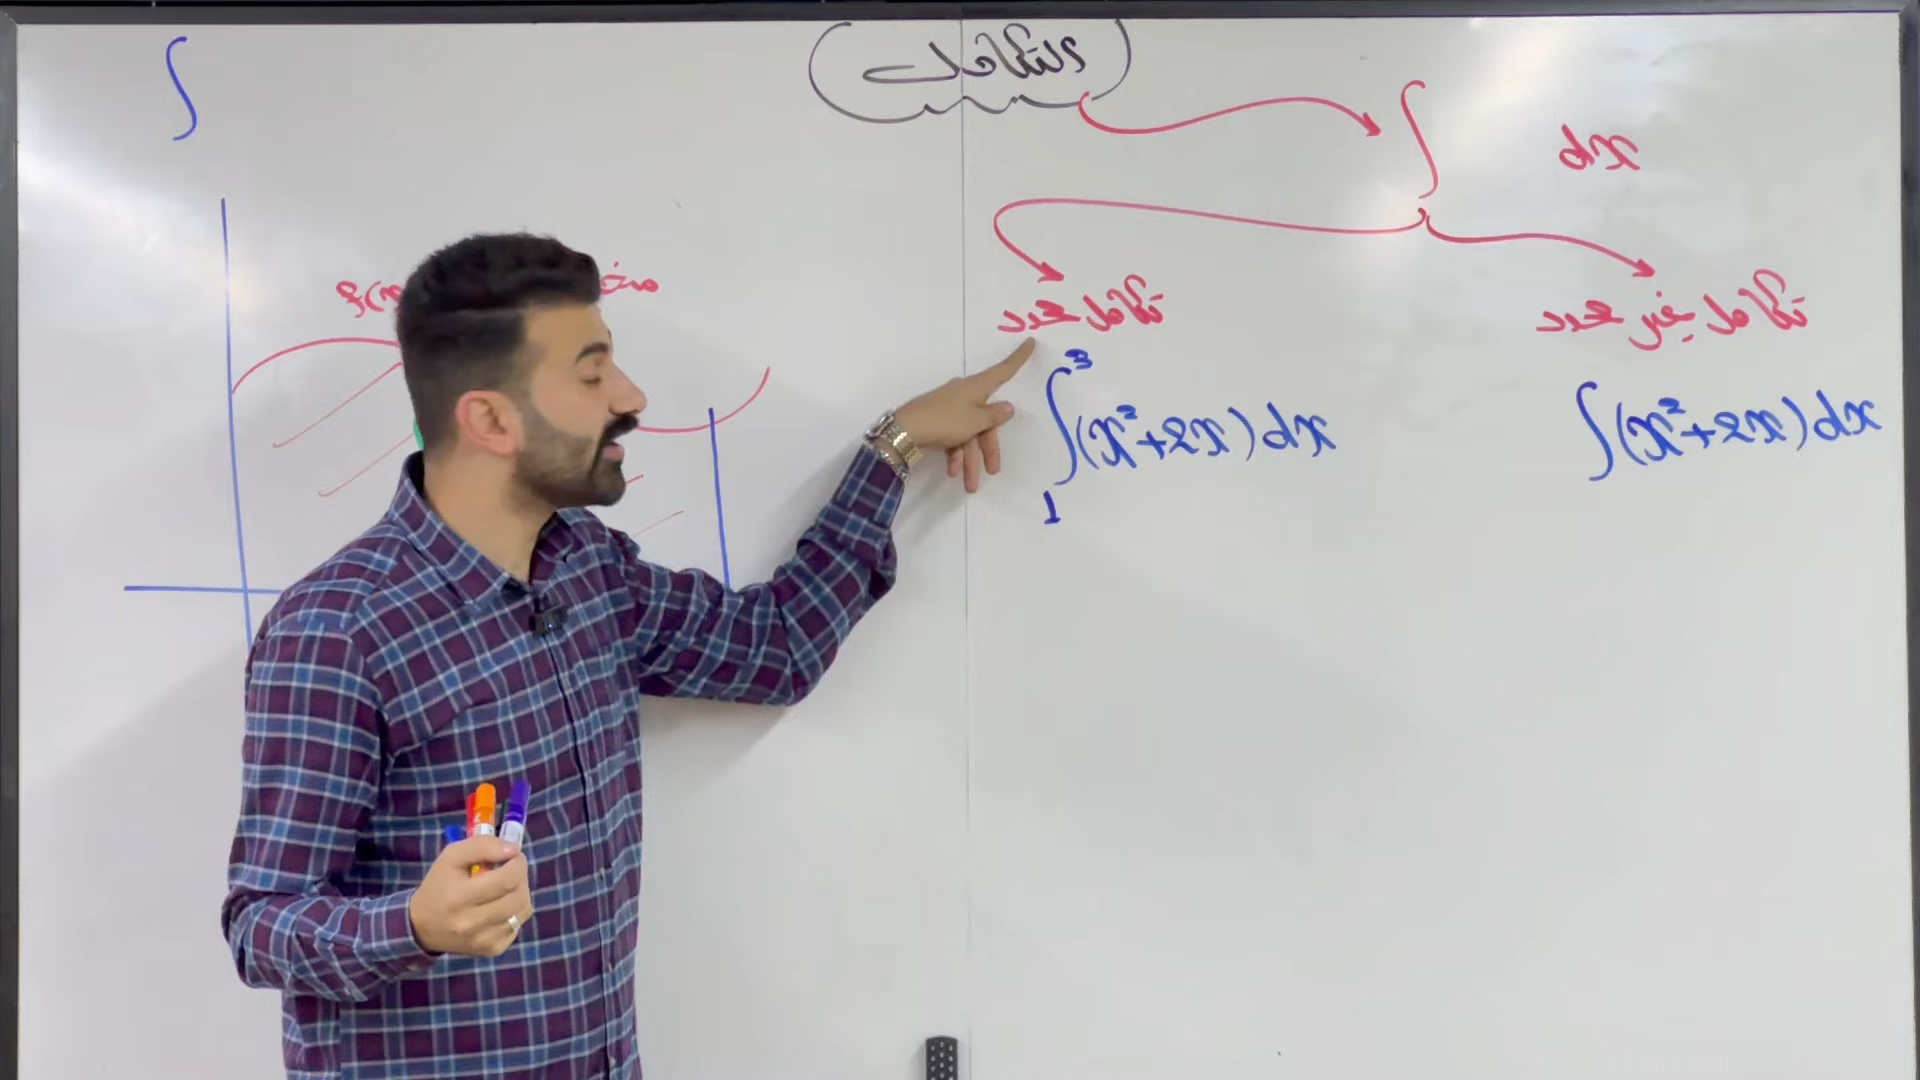 التكامل
∫ dx
∫
تكامل غير محدد
∫(x²+2x)dx
تكامل محدد
∫₁³(x²+2x)dx